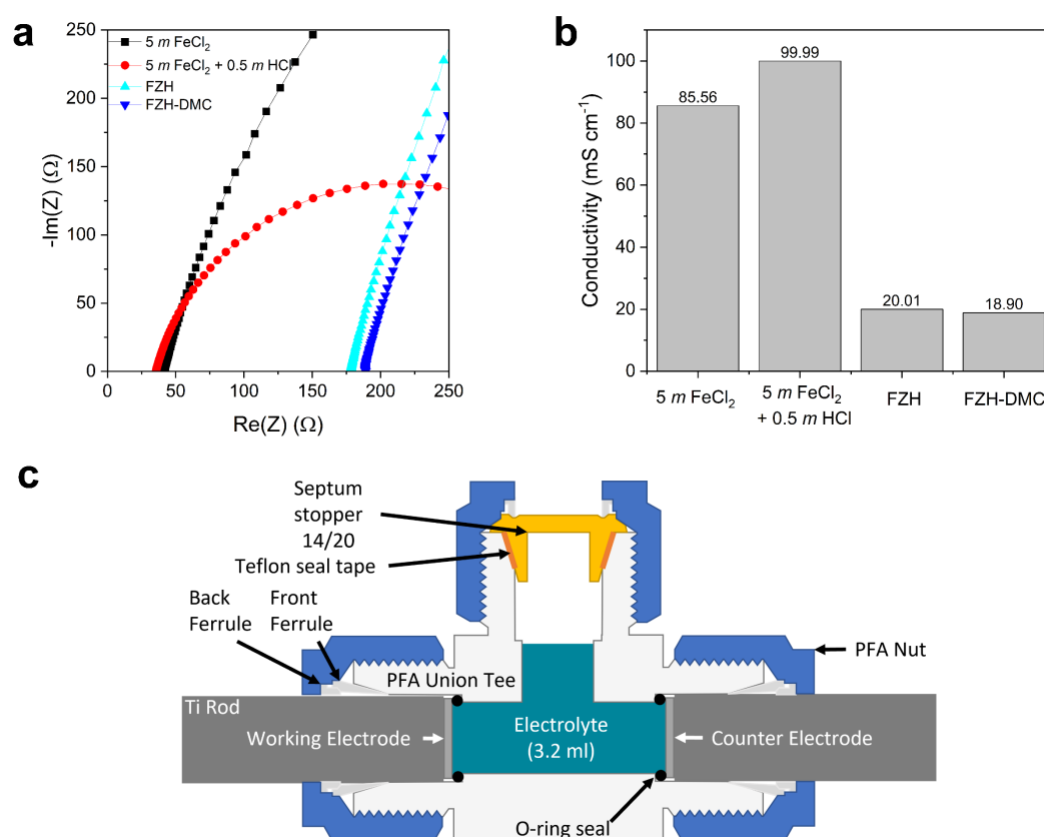 a
250
200
150
100
50
0
-Im(Z) (Ω)
5 m FeCl₂
5 m FeCl₂ + 0.5 m HCl
FZH
FZH-DMC
0 50 100 150 200 250
Re(Z) (Ω)
b
100
80
60
40
20
0
Conductivity (mS cm⁻¹)
85.56
99.99
20.01
18.90
5 m FeCl₂
5 m FeCl₂
+ 0.5 m HCl
FZH
FZH-DMC
c
Septum
stopper
14/20
Teflon seal tape
Back
Ferrule
Front
Ferrule
PFA Nut
PFA Union Tee
Ti Rod
Working Electrode
Electrolyte
(3.2 ml)
Counter Electrode
O-ring seal